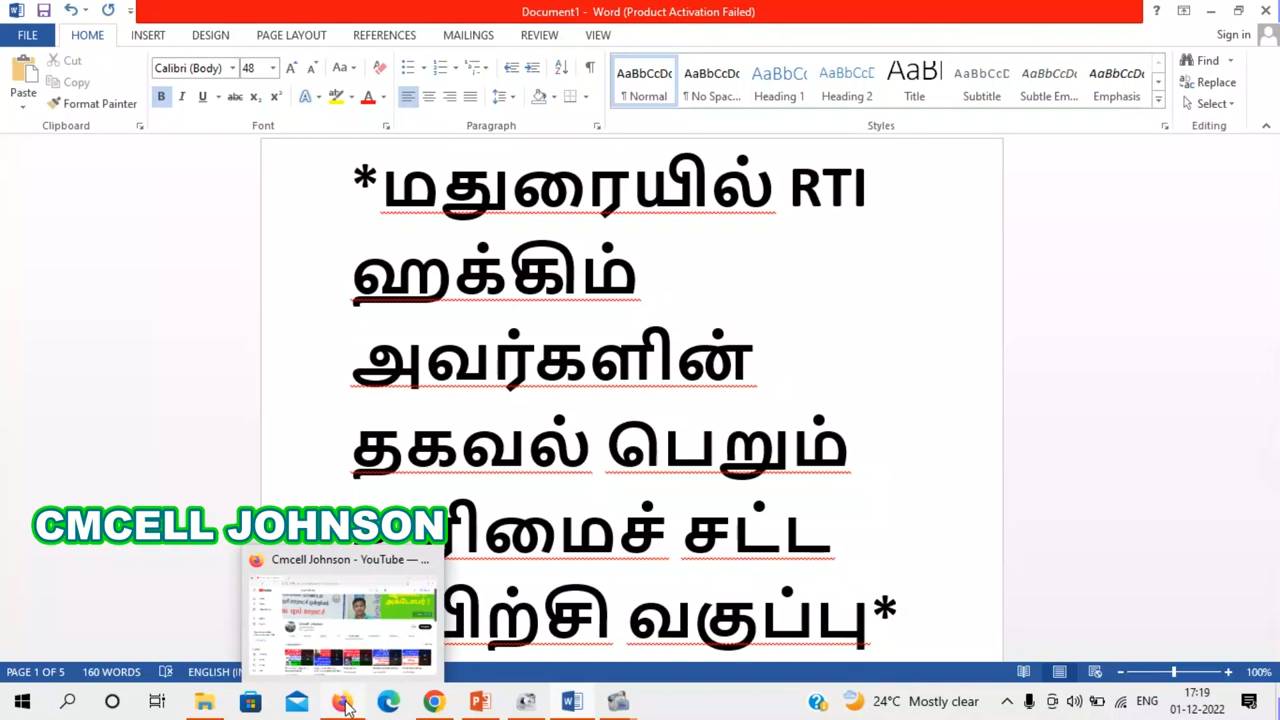 Document1 - Word (Product Activation Failed)
FILE HOME INSERT DESIGN PAGE LAYOUT REFERENCES MAILINGS REVIEW VIEW Sign in
Paste
Cut
Copy
Format Painter
Clipboard
Calibri (Body) 48
Font
Paragraph
AaBbCcDc AaBbCcDc AaBbCc AaBbCcC AaBl AaBbCcD AaBbCcDc AaBbCcDc
¶ Normal ¶ No Spac... Heading 1 Heading 2 Title Subtitle Subtle Em... Emphasis
Styles
Find
Replace
Select
Editing
*மதுரையில் RTI
ஹக்கிம்
அவர்களின்
தகவல் பெறும்
சட்ட
வகுப்பு*
CMCELL JOHNSON
Cmcell Johnson - YouTube — ...
PAGE 1 OF 5 160 WORDS ENGLISH (IN 100%
24°C Mostly clear ENG 17:19
01-12-2022